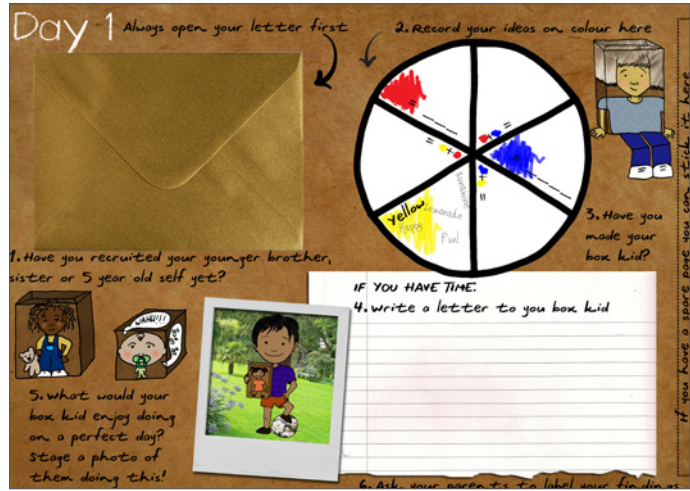 Day 1 Always open your letter first
2. Record your ideas on colour here
yellow
Lemonade
Happy
Fun!
sunshine
3. Have you
made your
box kid?
1. Have you recruited your younger brother,
sister or 5 year old self yet?
IF YOU HAVE TIME:
4. Write a letter to you box kid
WAHH!!!
5. What would your
box kid enjoy doing
on a perfect day?
Stage a photo of
them doing this!
6. Ask your parents to label your findings
If you have a spare page you can stick it here